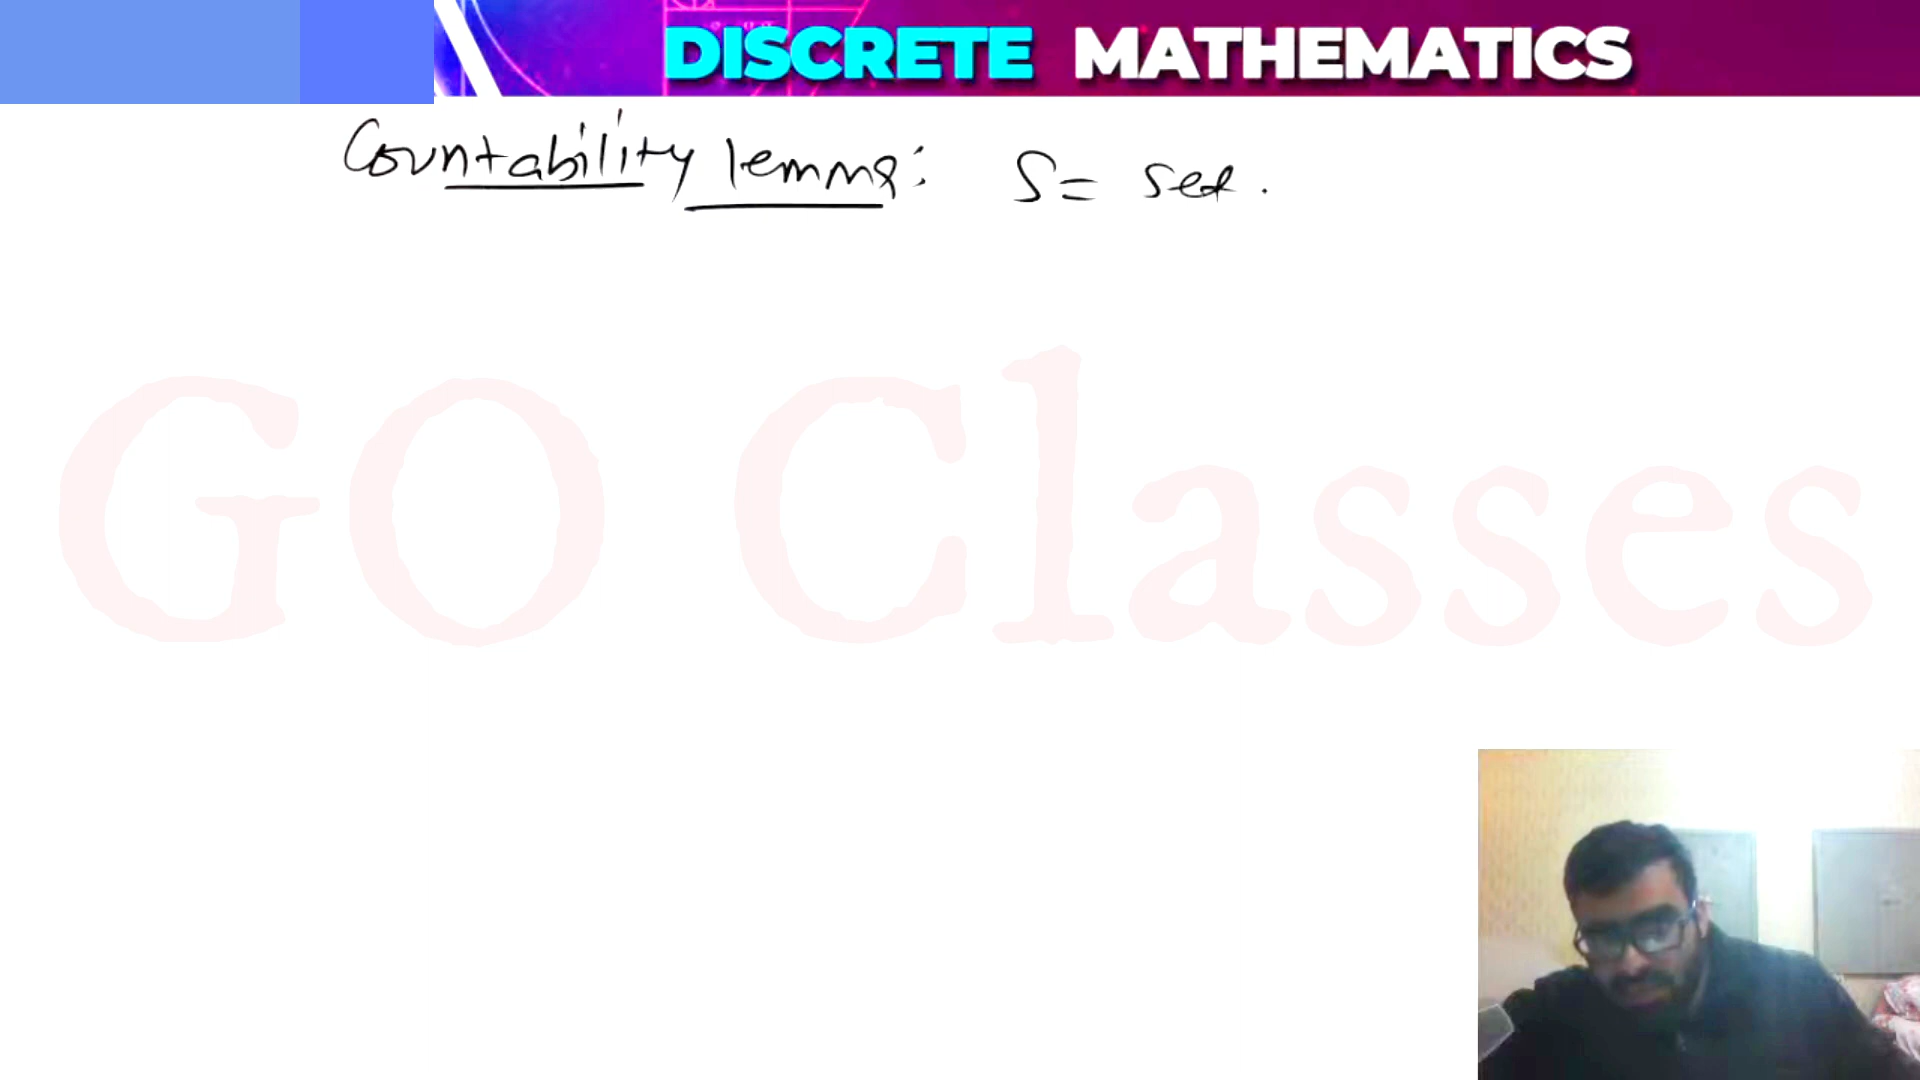 DISCRETE MATHEMATICS
Countability lemma: S = set.
GO Classes